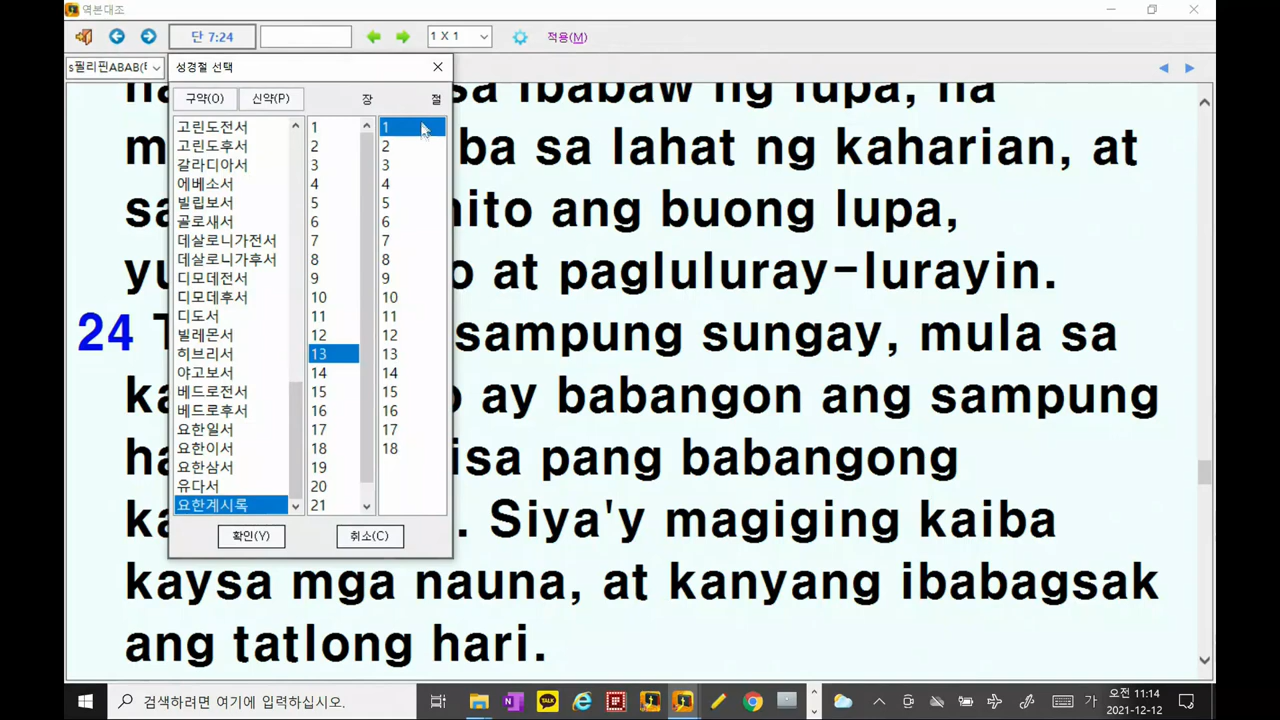 역본대조
단 7:24
1 X 1
적용(M)
s필리핀ABAB(
성경절 선택
구약(O)
신약(P)
장
절
고린도전서
고린도후서
갈라디아서
에베소서
빌립보서
골로새서
데살로니가전서
데살로니가후서
디모데전서
디모데후서
디도서
빌레몬서
히브리서
야고보서
베드로전서
베드로후서
요한일서
요한이서
요한삼서
유다서
요한계시록
1
2
3
4
5
6
7
8
9
10
11
12
13
14
15
16
17
18
19
20
21
1
2
3
4
5
6
7
8
9
10
11
12
13
14
15
16
17
18
확인(Y)
취소(C)
sa ibabaw ng lupa, na
ba sa lahat ng kaharian, at
ang buong lupa,
at pagluluray-lurayin.
24 sampung sungay, mula sa
ay babangon ang sampung
isa pang babangong
. Siya'y magiging kaiba
kaysa mga nauna, at kanyang ibabagsak
ang tatlong hari.
검색하려면 여기에 입력하십시오.
TALK
가
오전 11:14
2021-12-12